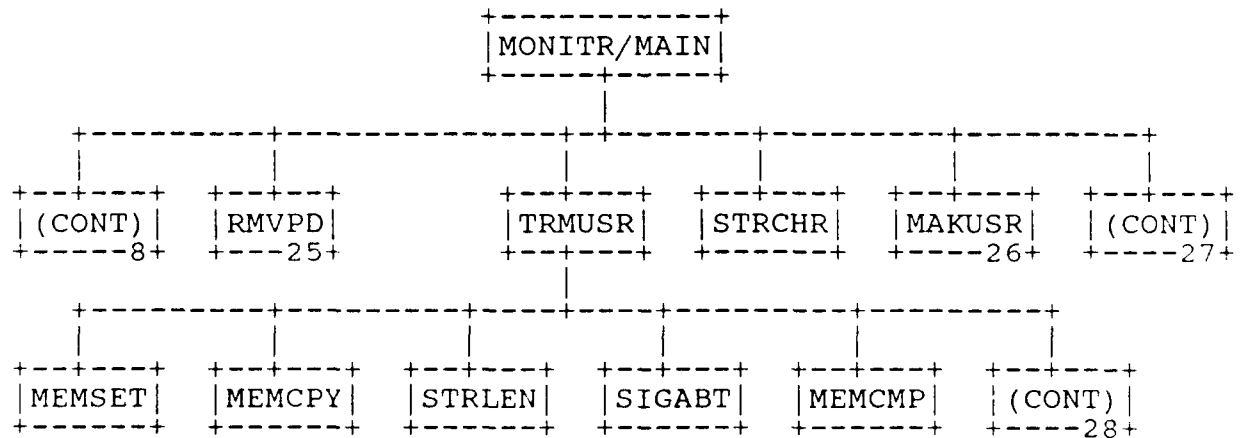 MONITR/MAIN
(CONT) RMVPD TRMUSR STRCHR MAKUSR (CONT)
8 25 26 27
MEMSET MEMCPY STRLEN SIGABT MEMCMP (CONT)
28